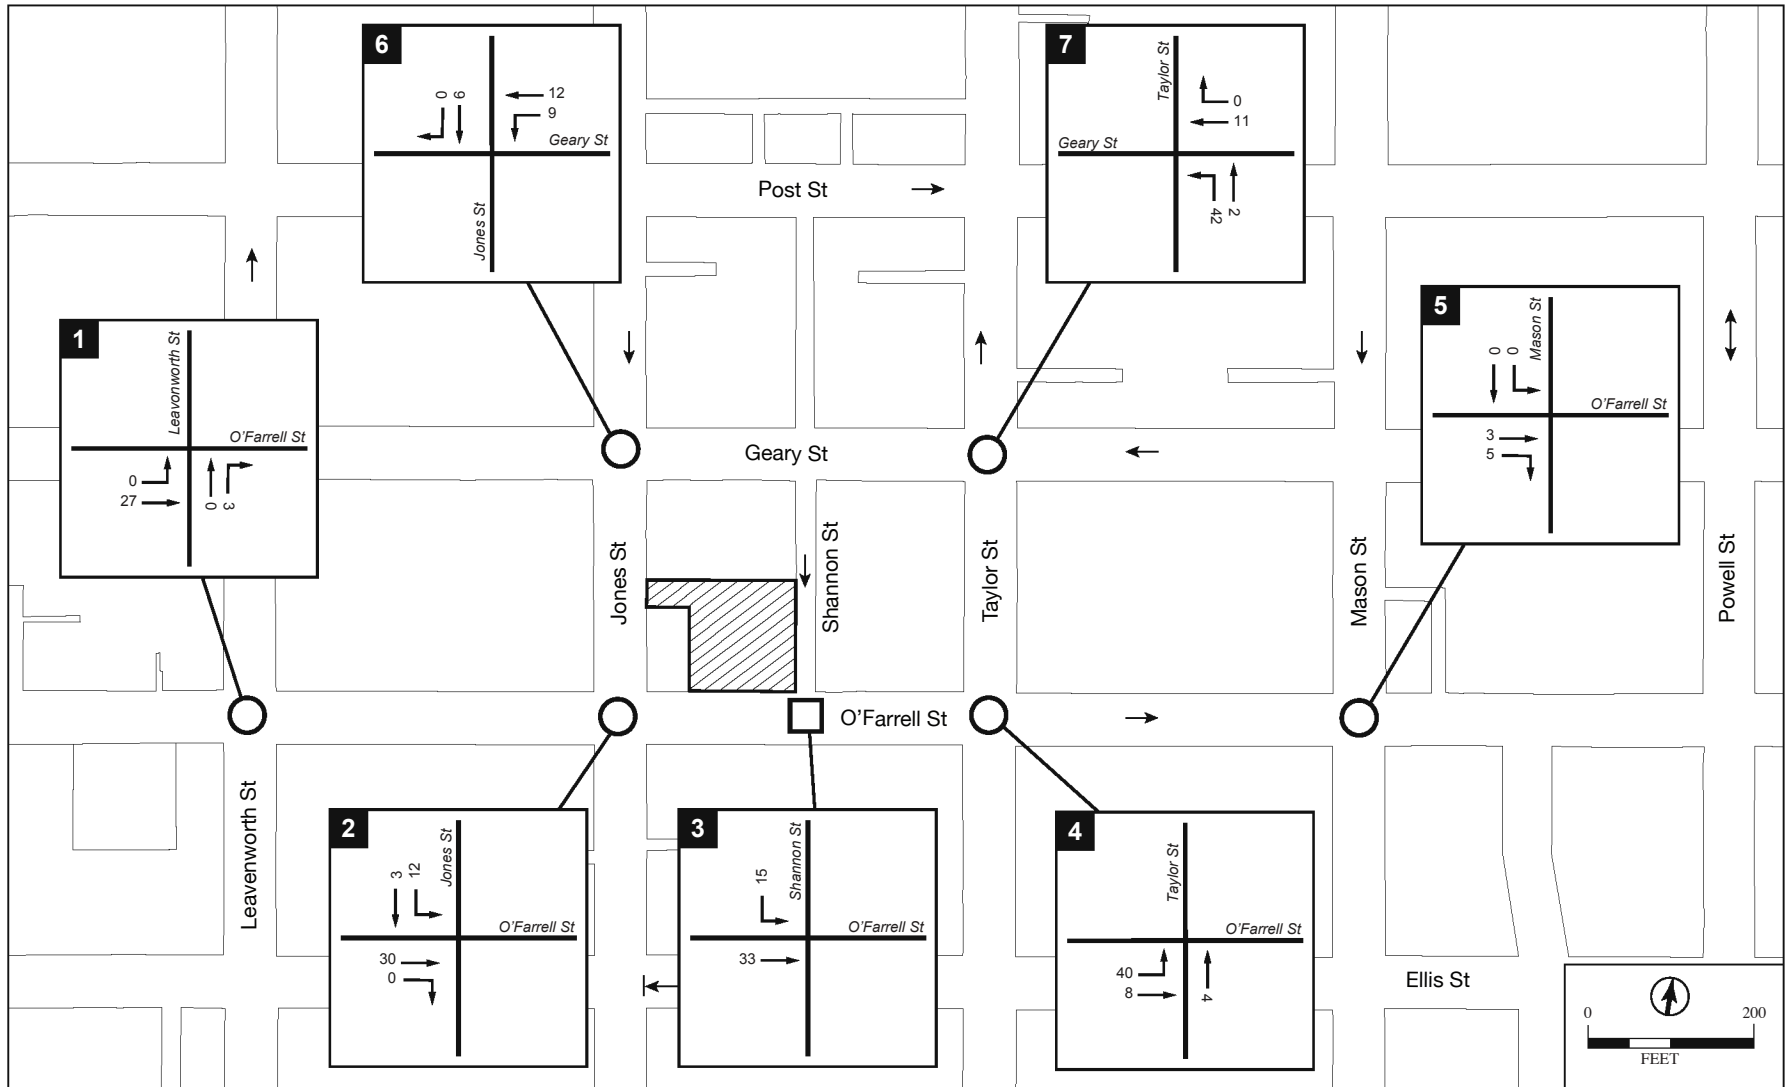 6
0
6
12
9
Geary St
Jones St
7
Taylor St
0
11
Geary St
42
2
Post St
1
Leavonworth St
O'Farrell St
0
27
0
3
5
Mason St
0
0
O'Farrell St
3
5
Geary St
Jones St
Shannon St
Taylor St
Mason St
Powell St
O'Farrell St
Leavenworth St
2
3
12
Jones St
O'Farrell St
30
0
3
15
Shannon St
O'Farrell St
33
4
Taylor St
O'Farrell St
40
8
4
Ellis St
0
200
FEET